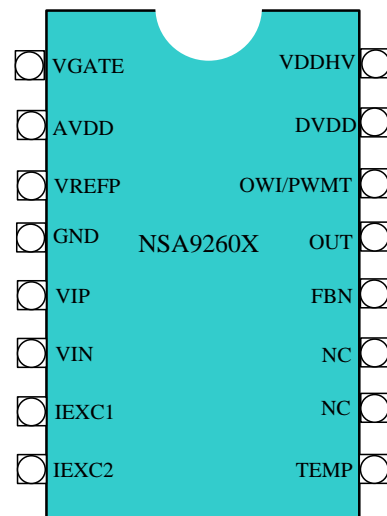 VGATE VDDHV
AVDD DVDD
VREFP OWI/PWMT
GND OUT
NSA9260X
VIP FBN
VIN NC
IEXC1 NC
IEXC2 TEMP